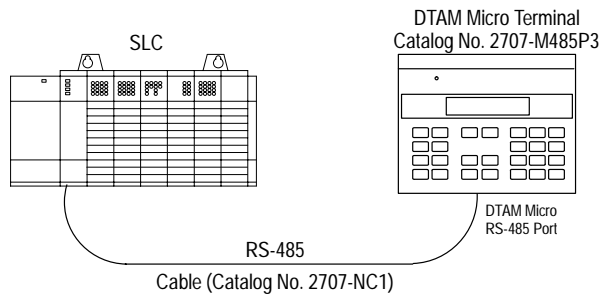 DTAM Micro Terminal
Catalog No. 2707-M485P3
SLC
DTAM Micro
RS-485 Port
RS-485
Cable (Catalog No. 2707-NC1)